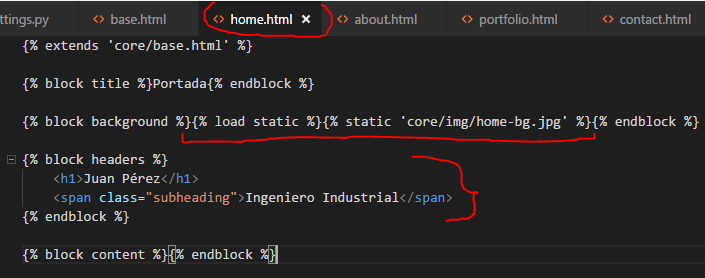 ttings.py base.html home.html × about.html portfolio.html contact.html
{% extends 'core/base.html' %}
{% block title %}Portada{% endblock %}
{% block background %}{% load static %}{% static 'core/img/home-bg.jpg' %}{% endblock %}
{% block headers %}
<h1>Juan Pérez</h1>
<span class="subheading">Ingeniero Industrial</span>
{% endblock %}
{% block content %}{% endblock %}